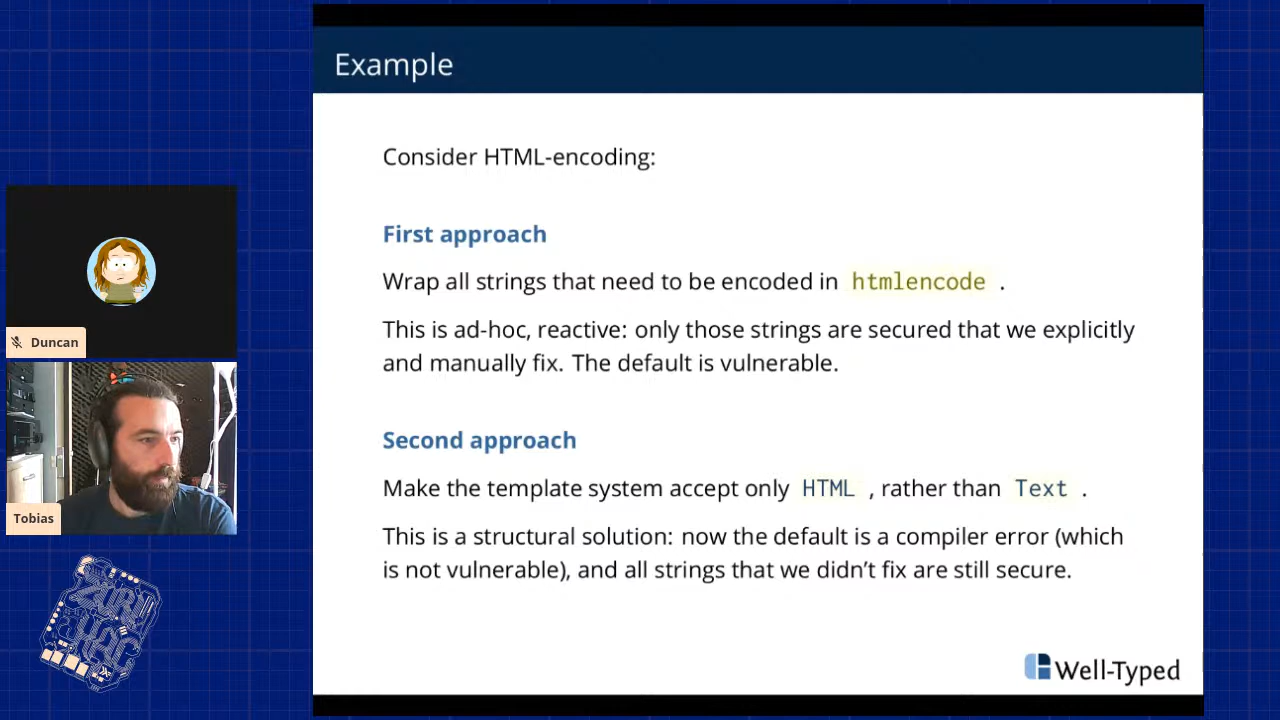 Example
Consider HTML-encoding:
First approach
Wrap all strings that need to be encoded in htmlencode .
This is ad-hoc, reactive: only those strings are secured that we explicitly
and manually fix. The default is vulnerable.
Second approach
Make the template system accept only HTML , rather than Text .
This is a structural solution: now the default is a compiler error (which
is not vulnerable), and all strings that we didn't fix are still secure.
Well-Typed
Duncan
Tobias
ZURI
HAC